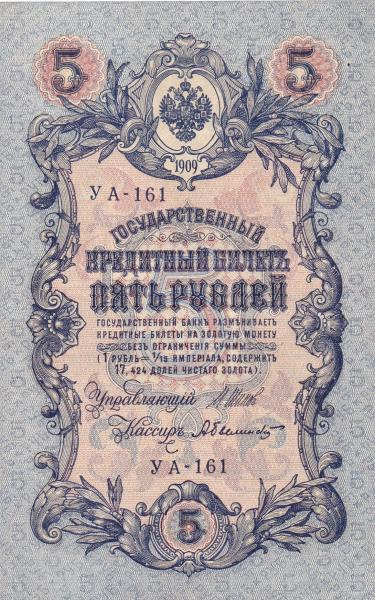 5 5
1909
УА-161
ГОСУДАРСТВЕННЫЙ
КРЕДИТНЫЙ БИЛЕТЪ
ПЯТЬ РУБЛЕЙ
ГОСУДАРСТВЕННЫЙ БАНКЪ РАЗМѢНИВАЕТЪ
КРЕДИТНЫЕ БИЛЕТЫ НА ЗОЛОТУЮ МОНЕТУ
БЕЗЪ ОГРАНИЧЕНІЯ СУММЫ
(1 РУБЛЬ = 1/15 ИМПЕРІАЛА, СОДЕРЖИТЪ
17,424 ДОЛЕЙ ЧИСТАГО ЗОЛОТА).
Управляющій
Кассиръ
УА-161
5